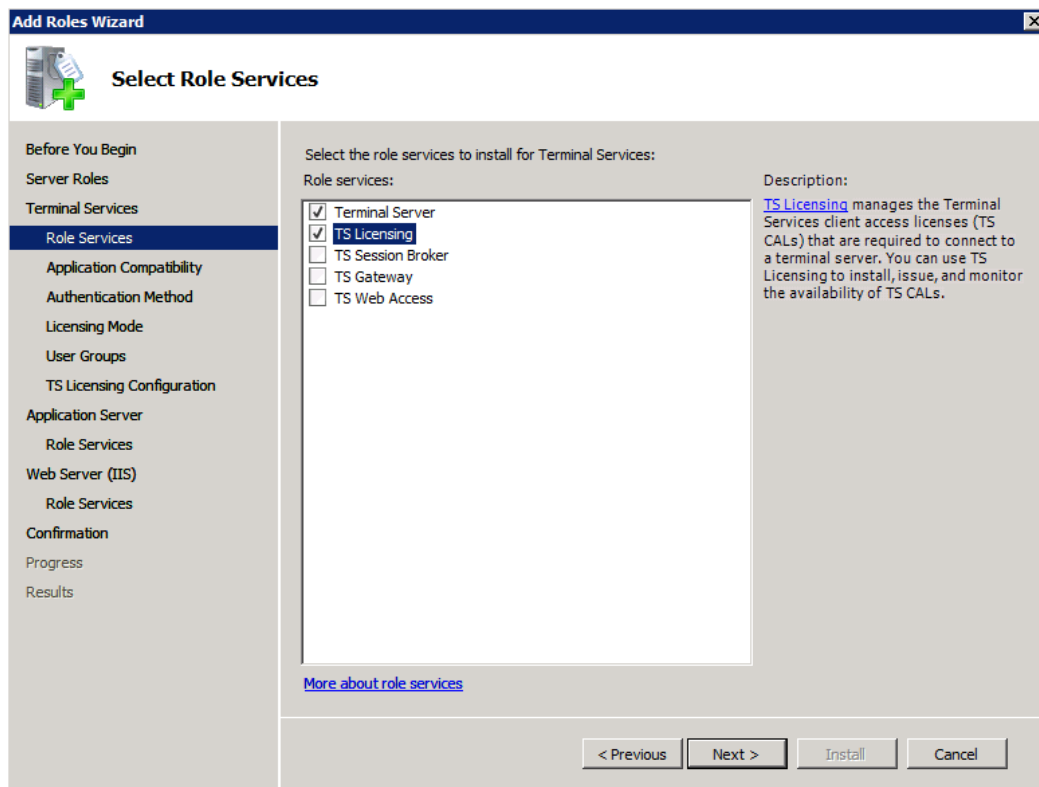 Add Roles Wizard
Select Role Services
Before You Begin
Server Roles
Terminal Services
Role Services
Application Compatibility
Authentication Method
Licensing Mode
User Groups
TS Licensing Configuration
Application Server
Role Services
Web Server (IIS)
Role Services
Confirmation
Progress
Results
Select the role services to install for Terminal Services:
Role services:
Terminal Server
TS Licensing
TS Session Broker
TS Gateway
TS Web Access
More about role services
Description:
TS Licensing manages the Terminal
Services client access licenses (TS
CALs) that are required to connect to
a terminal server. You can use TS
Licensing to install, issue, and monitor
the availability of TS CALs.
< Previous
Next >
Install
Cancel